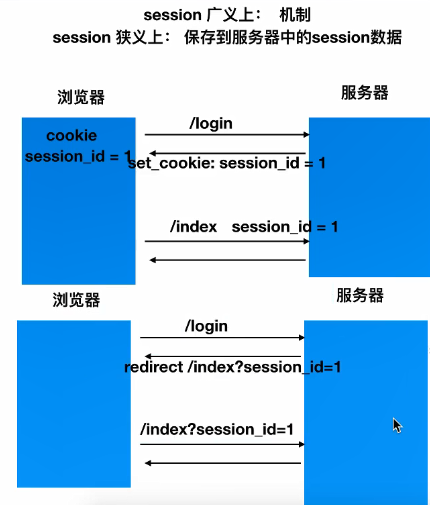 session 广义上： 机制
session 狭义上： 保存到服务器中的session数据
浏览器
服务器
cookie
session_id = 1
/login
set_cookie: session_id = 1
/index session_id = 1
浏览器
服务器
/login
redirect /index?session_id=1
/index?session_id=1